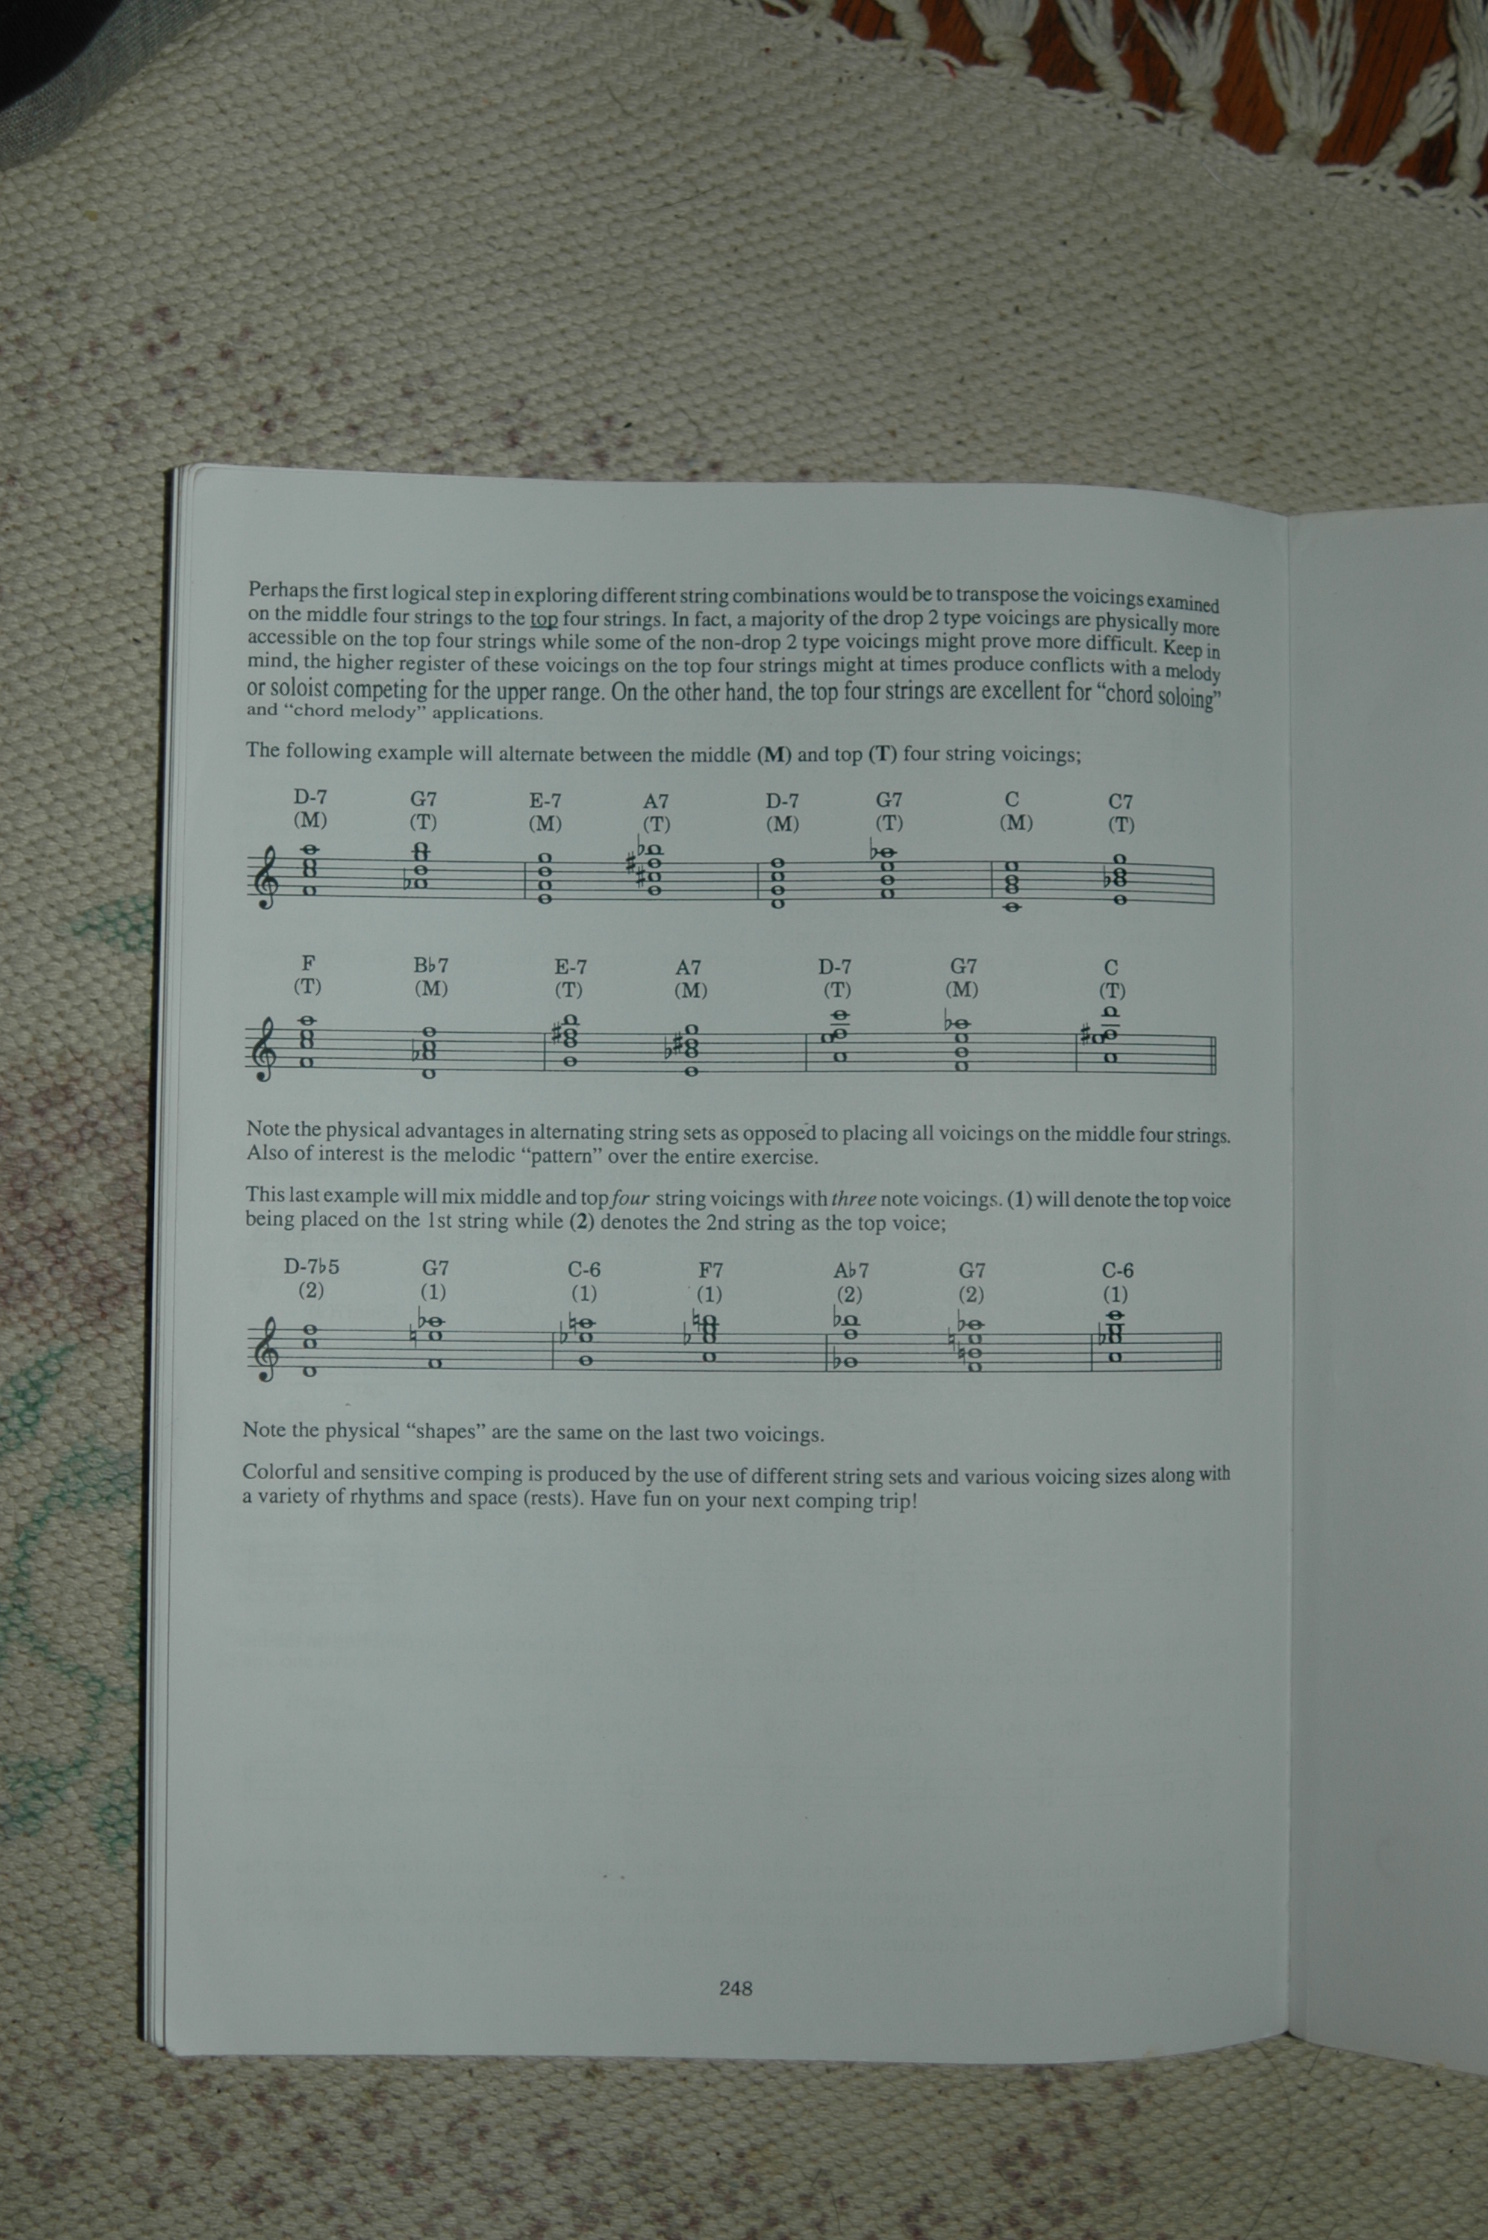 Perhaps the first logical step in exploring different string combinations would be to transpose the voicings examined
on the middle four strings to the top four strings. In fact, a majority of the drop 2 type voicings are physically more
accessible on the top four strings while some of the non-drop 2 type voicings might prove more difficult. Keep in
mind, the higher register of these voicings on the top four strings might at times produce conflicts with a melody
or soloist competing for the upper range. On the other hand, the top four strings are excellent for “chord soloing”
and “chord melody” applications.
The following example will alternate between the middle (M) and top (T) four string voicings;
D-7 G7 E-7 A7 D-7 G7 C C7
(M) (T) (M) (T) (M) (T) (M) (T)
F B♭7 E-7 A7 D-7 G7 C
(T) (M) (T) (M) (T) (M) (T)
Note the physical advantages in alternating string sets as opposed to placing all voicings on the middle four strings.
Also of interest is the melodic “pattern” over the entire exercise.
This last example will mix middle and top four string voicings with three note voicings. (1) will denote the top voice
being placed on the 1st string while (2) denotes the 2nd string as the top voice;
D-7♭5 G7 C-6 F7 A♭7 G7 C-6
(2) (1) (1) (1) (2) (2) (1)
Note the physical “shapes” are the same on the last two voicings.
Colorful and sensitive comping is produced by the use of different string sets and various voicing sizes along with
a variety of rhythms and space (rests). Have fun on your next comping trip!
248